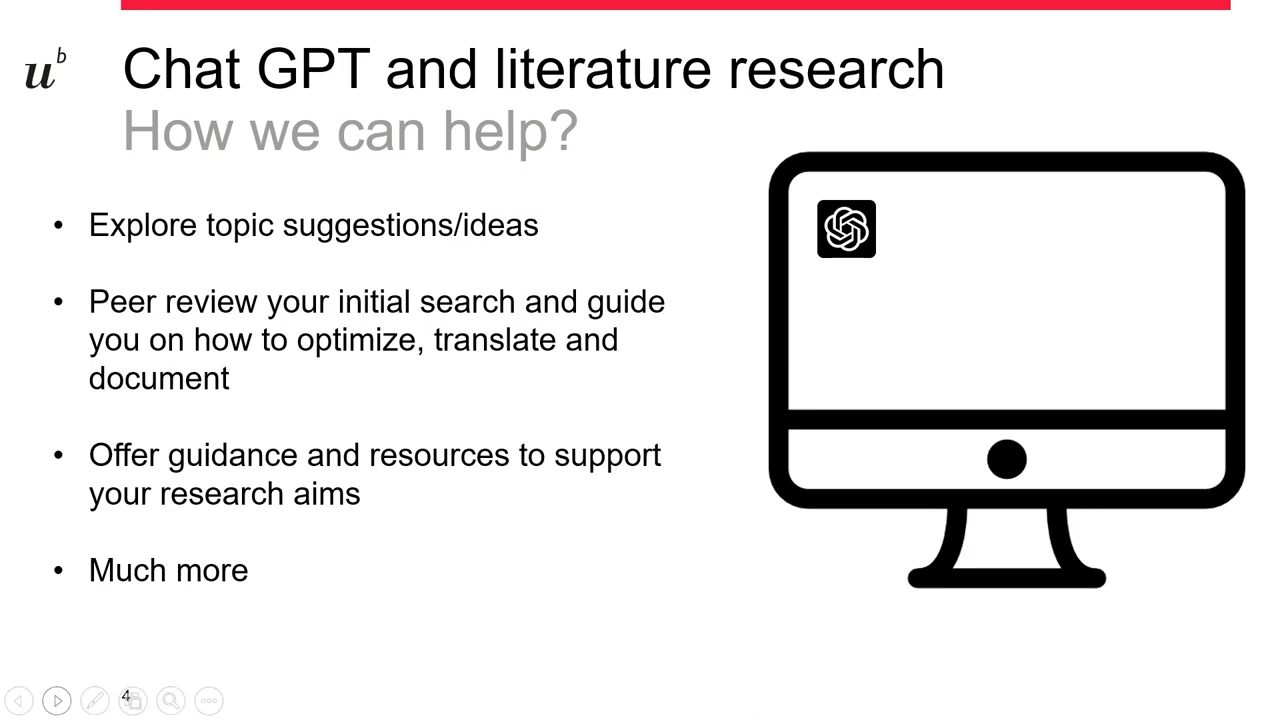 u^b
Chat GPT and literature research
How we can help?
• Explore topic suggestions/ideas
• Peer review your initial search and guide
you on how to optimize, translate and
document
• Offer guidance and resources to support
your research aims
• Much more
4